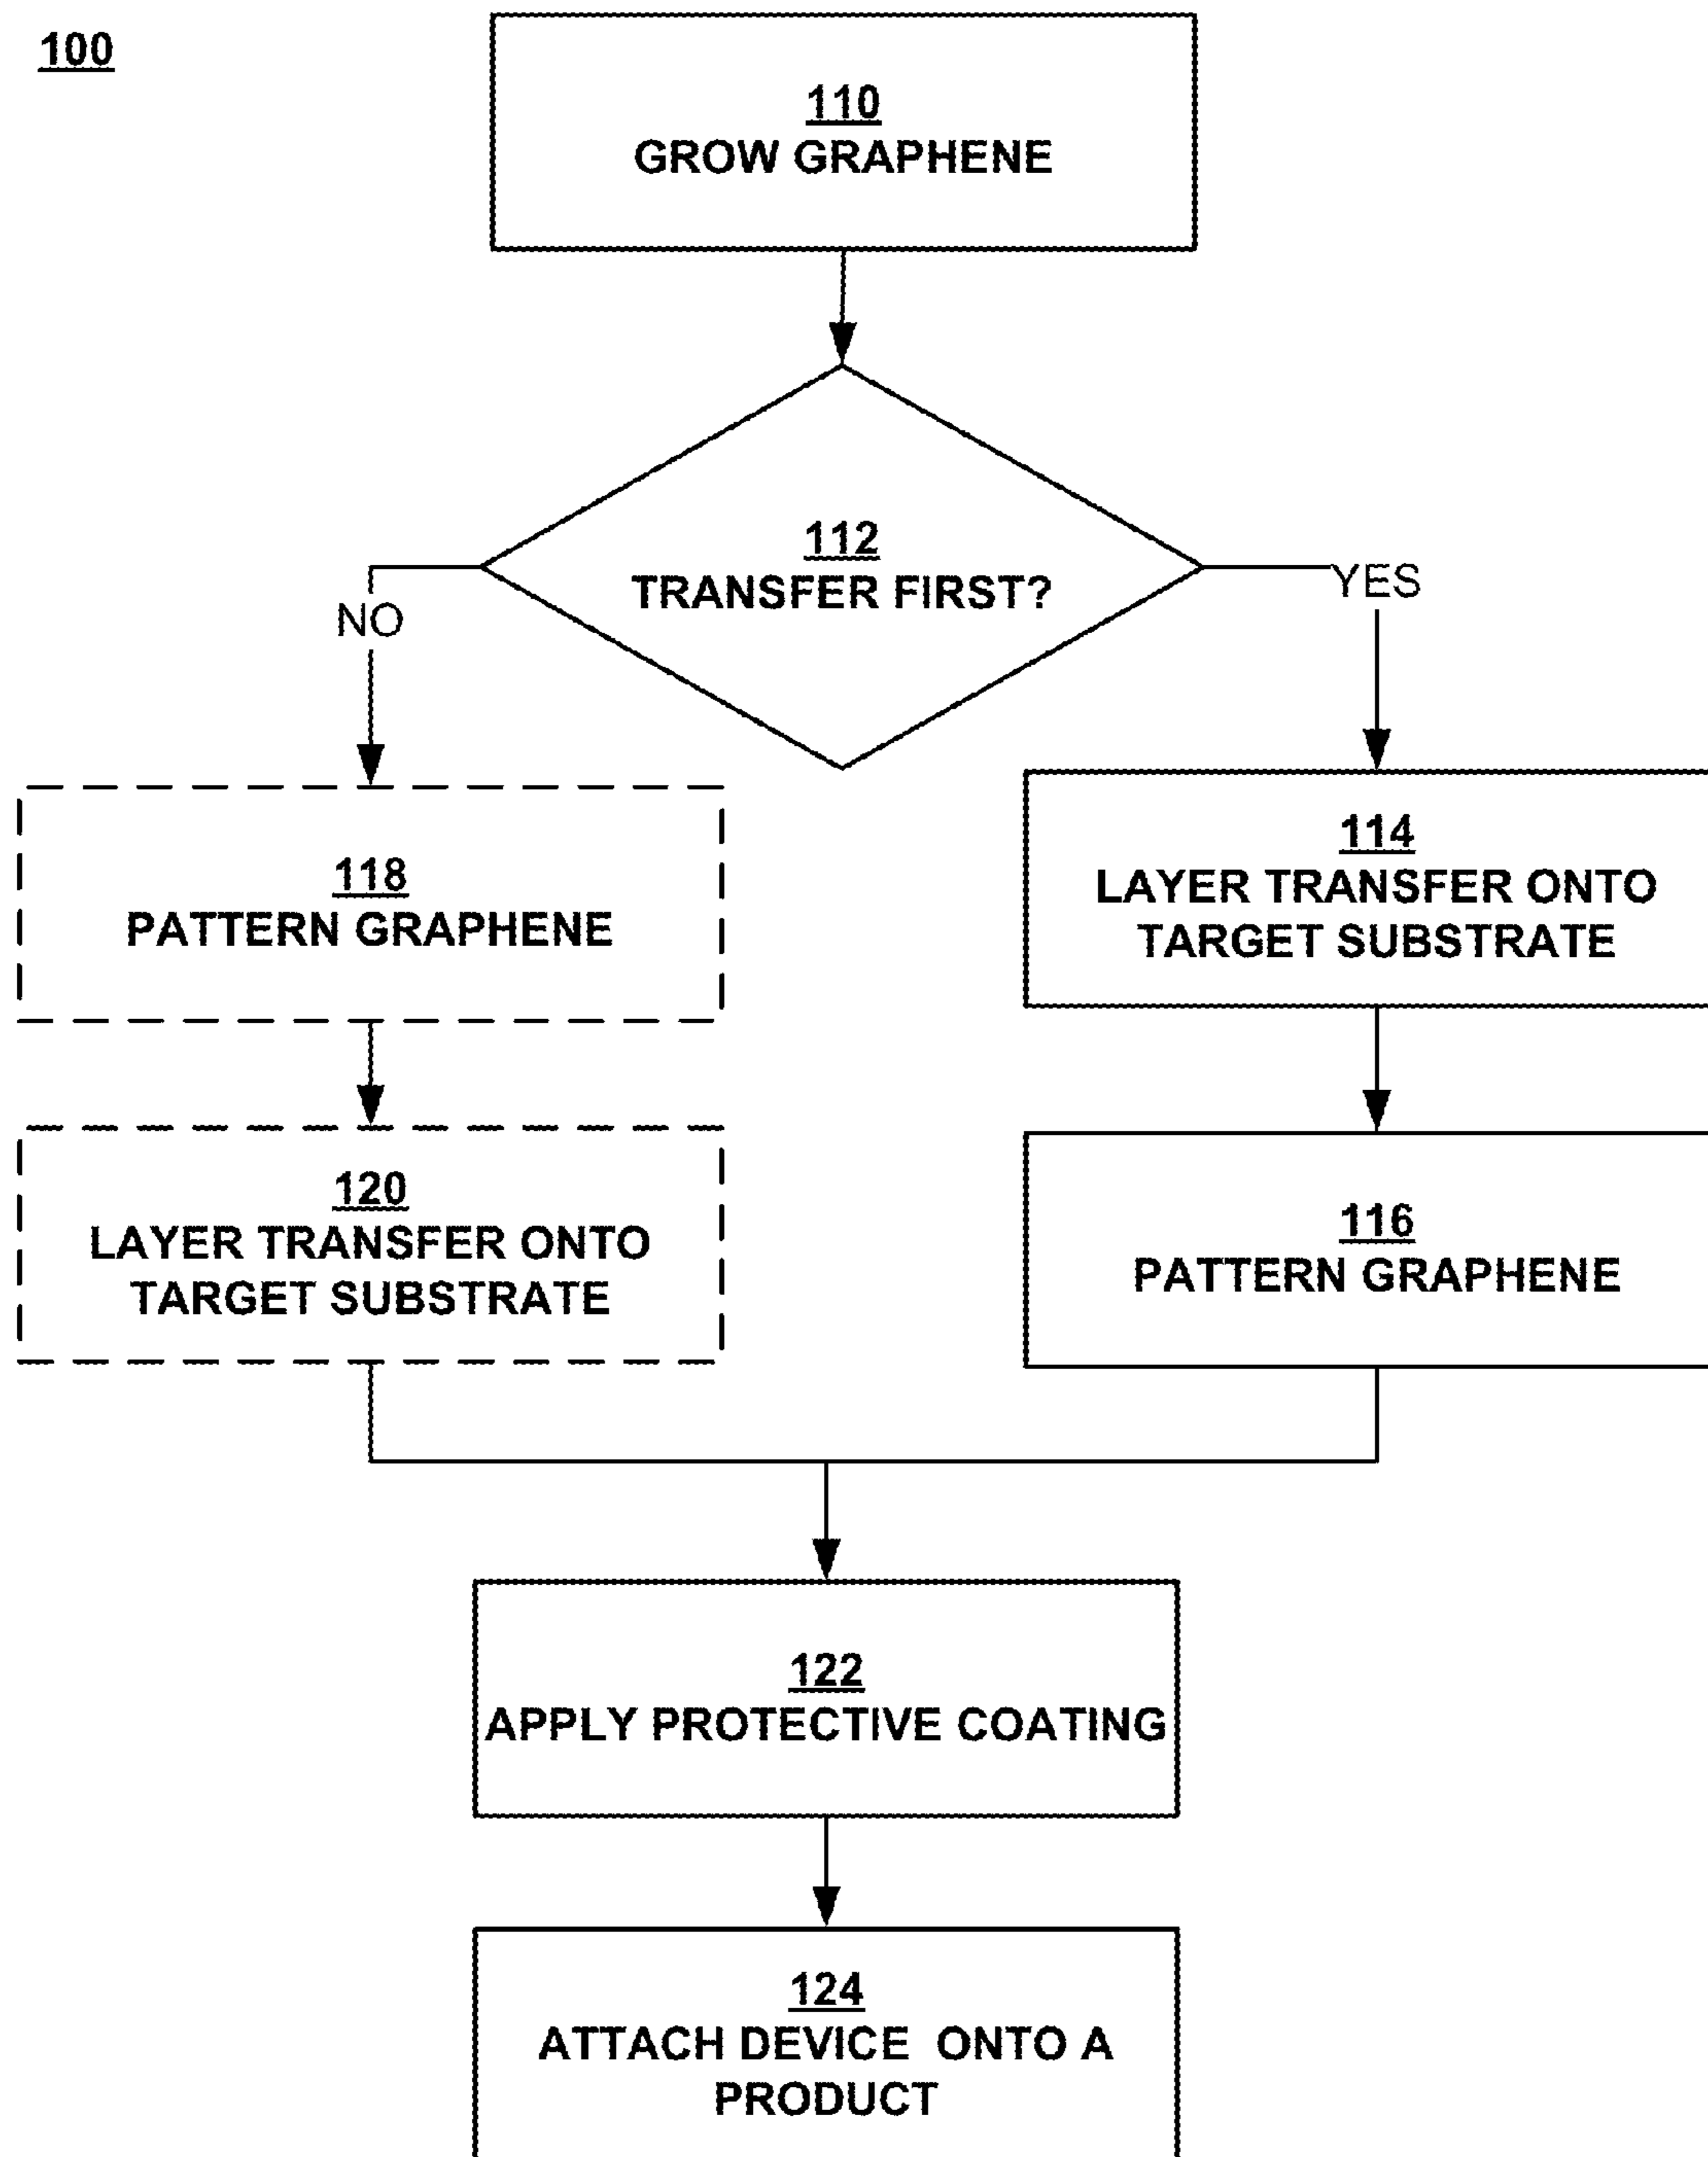 100
110
GROW GRAPHENE
112
TRANSFER FIRST?
NO
YES
118
PATTERN GRAPHENE
114
LAYER TRANSFER ONTO
TARGET SUBSTRATE
120
LAYER TRANSFER ONTO
TARGET SUBSTRATE
116
PATTERN GRAPHENE
122
APPLY PROTECTIVE COATING
124
ATTACH DEVICE ONTO A
PRODUCT